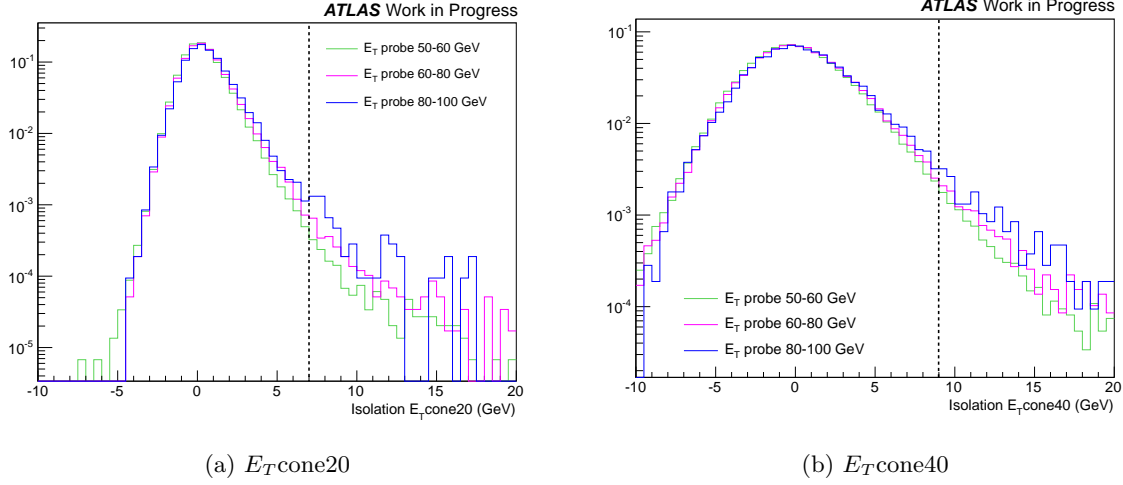 ATLAS Work in Progress
10^-1
10^-2
10^-3
10^-4
10^-5
E_T probe 50-60 GeV
E_T probe 60-80 GeV
E_T probe 80-100 GeV
-10 -5 0 5 10 15 20
Isolation E_Tcone20 (GeV)
(a) E_Tcone20
ATLAS Work in Progress
10^-1
10^-2
10^-3
10^-4
E_T probe 50-60 GeV
E_T probe 60-80 GeV
E_T probe 80-100 GeV
-10 -5 0 5 10 15 20
Isolation E_Tcone40 (GeV)
(b) E_Tcone40